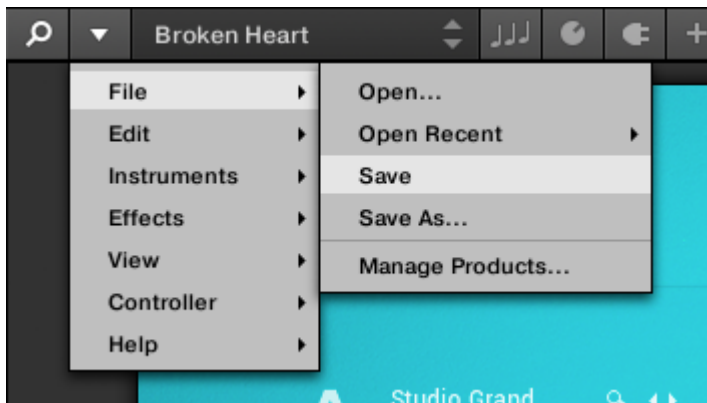 Broken Heart
File
Edit
Instruments
Effects
View
Controller
Help
Open...
Open Recent
Save
Save As...
Manage Products...
Studio Grand